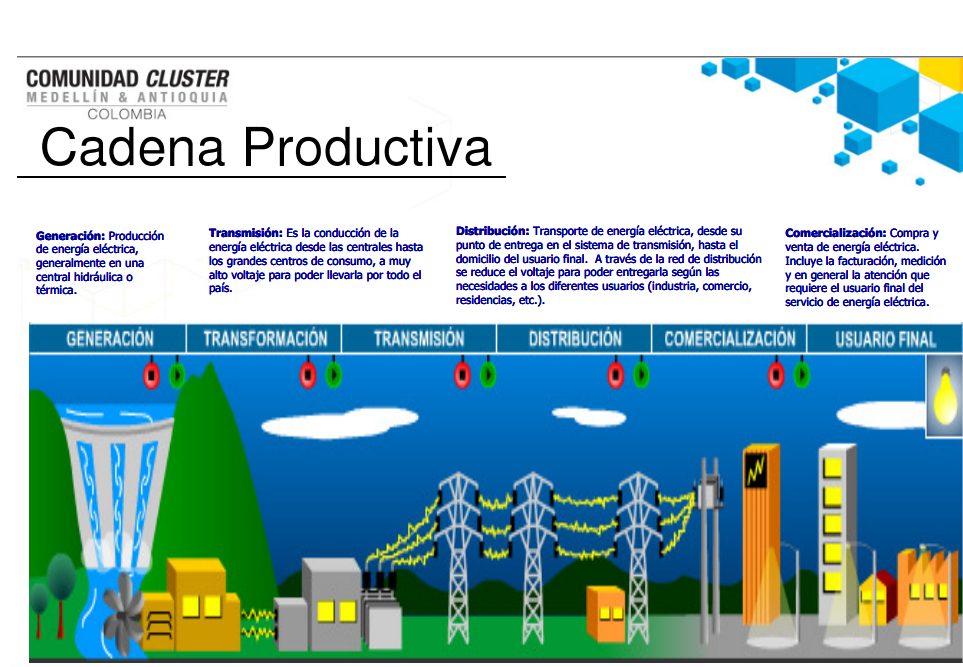 COMUNIDAD CLUSTER
MEDELLÍN & ANTIOQUIA
COLOMBIA
Cadena Productiva
Generación: Producción
de energía eléctrica,
generalmente en una
central hidráulica o
térmica.
Transmisión: Es la conducción de la
energía eléctrica desde las centrales hasta
los grandes centros de consumo, a muy
alto voltaje para poder llevarla por todo el
país.
Distribución: Transporte de energía eléctrica, desde su
punto de entrega en el sistema de transmisión, hasta el
domicilio del usuario final.  A través de la red de distribución
se reduce el voltaje para poder entregarla según las
necesidades a los diferentes usuarios (industria, comercio,
residencias, etc.).
Comercialización: Compra y
venta de energía eléctrica.
Incluye la facturación, medición
y en general la atención que
requiere el usuario final del
servicio de energía eléctrica.
GENERACIÓN
TRANSFORMACIÓN
TRANSMISIÓN
DISTRIBUCIÓN
COMERCIALIZACIÓN
USUARIO FINAL